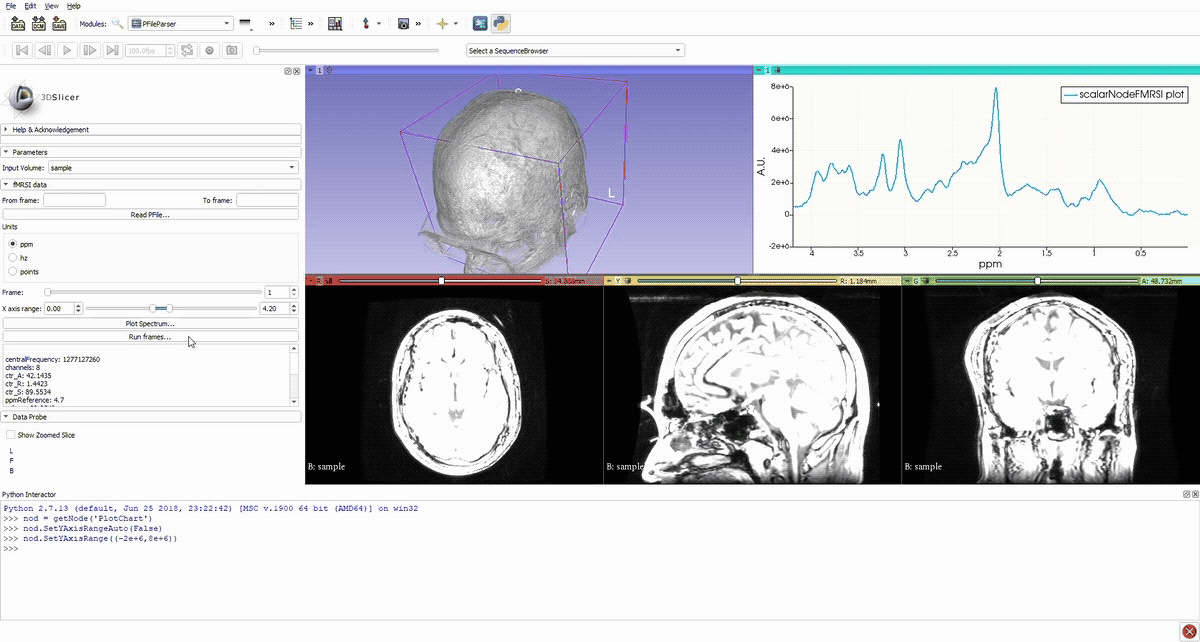 File Edit View Help
DATA DCM SAVE Modules: PFileParser » » »
100.0fps Select a SequenceBrowser
3DSlicer
Help & Acknowledgement
Parameters
Input Volume: sample
fMRSI data
From frame: To frame:
Read PFile...
Units
ppm
hz
points
Frame: 1
X axis range: 0.00 4.20
Plot Spectrum...
Run frames...
centralFrequency: 1277127260
channels: 8
ctr_A: 42.1435
ctr_R: 1.4423
ctr_S: 89.5534
ppmReference: 4.7
Data Probe
Show Zoomed Slice
L
F
B
1
L
1
scalarNodeFMRSI plot
8e+6
6e+6
4e+6
2e+6
0
-2e+6
A.U.
4 3.5 3 2.5 2 1.5 1 0.5
ppm
R
B: sample
Y R: 1.184mm
B: sample
G A: 48.732mm
B: sample
Python Interactor
Python 2.7.13 (default, Jun 25 2018, 23:22:42) [MSC v.1900 64 bit (AMD64)] on win32
>>> nod = getNode('PlotChart')
>>> nod.SetYAxisRangeAuto(False)
>>> nod.SetYAxisRange((-2e+6,8e+6))
>>>